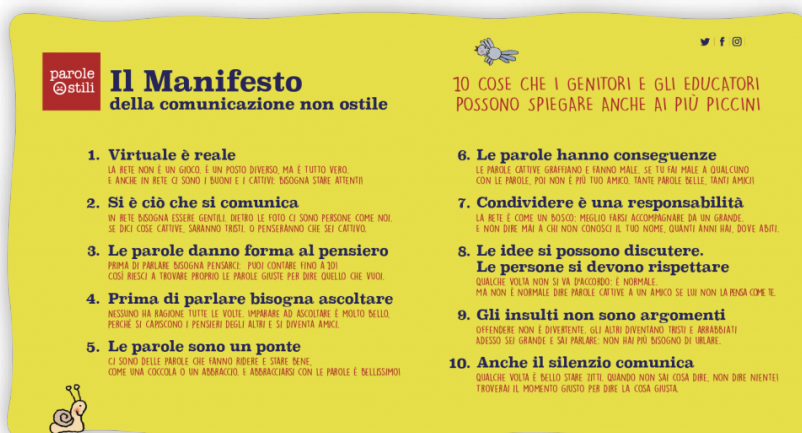 parole
ostili
Il Manifesto
della comunicazione non ostile
10 COSE CHE I GENITORI E GLI EDUCATORI
POSSONO SPIEGARE ANCHE AI PIÙ PICCINI
1. Virtuale è reale
LA RETE NON È UN GIOCO. È UN POSTO DIVERSO, MA È TUTTO VERO.
E ANCHE IN RETE CI SONO I BUONI E I CATTIVI: BISOGNA STARE ATTENTI!
2. Si è ciò che si comunica
IN RETE BISOGNA ESSERE GENTILI. DIETRO LE FOTO CI SONO PERSONE COME NOI.
SE DICI COSE CATTIVE, SARANNO TRISTI. O PENSERANNO CHE SEI CATTIVO.
3. Le parole danno forma al pensiero
PRIMA DI PARLARE BISOGNA PENSARCI: PUOI CONTARE FINO A 10!
COSÌ RIESCI A TROVARE PROPRIO LE PAROLE GIUSTE PER DIRE QUELLO CHE VUOI.
4. Prima di parlare bisogna ascoltare
NESSUNO HA RAGIONE TUTTE LE VOLTE. IMPARARE AD ASCOLTARE È MOLTO BELLO,
PERCHÉ SI CAPISCONO I PENSIERI DEGLI ALTRI E SI DIVENTA AMICI.
5. Le parole sono un ponte
CI SONO DELLE PAROLE CHE FANNO RIDERE E STARE BENE,
COME UNA COCCOLA O UN ABBRACCIO. E ABBRACCIARSI CON LE PAROLE È BELLISSIMO!
6. Le parole hanno conseguenze
LE PAROLE CATTIVE GRAFFIANO E FANNO MALE. SE TU FAI MALE A QUALCUNO
CON LE PAROLE, POI NON È PIÙ TUO AMICO. TANTE PAROLE BELLE, TANTI AMICI!
7. Condividere è una responsabilità
LA RETE È COME UN BOSCO: MEGLIO FARSI ACCOMPAGNARE DA UN GRANDE.
E NON DIRE MAI A CHI NON CONOSCI IL TUO NOME, QUANTI ANNI HAI, DOVE ABITI.
8. Le idee si possono discutere.
Le persone si devono rispettare
QUALCHE VOLTA NON SI VA D'ACCORDO: È NORMALE.
MA NON È NORMALE DIRE PAROLE CATTIVE A UN AMICO SE LUI NON LA PENSA COME TE.
9. Gli insulti non sono argomenti
OFFENDERE NON È DIVERTENTE. GLI ALTRI DIVENTANO TRISTI E ARRABBIATI
ADESSO SEI GRANDE E SAI PARLARE: NON HAI PIÙ BISOGNO DI URLARE.
10. Anche il silenzio comunica
QUALCHE VOLTA È BELLO STARE ZITTI. QUANDO NON SAI COSA DIRE, NON DIRE NIENTE!
TROVERAI IL MOMENTO GIUSTO PER DIRE LA COSA GIUSTA.